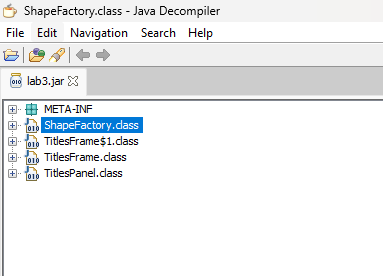 ShapeFactory.class - Java Decompiler
File Edit Navigation Search Help
lab3.jar
META-INF
ShapeFactory.class
TitlesFrame$1.class
TitlesFrame.class
TitlesPanel.class